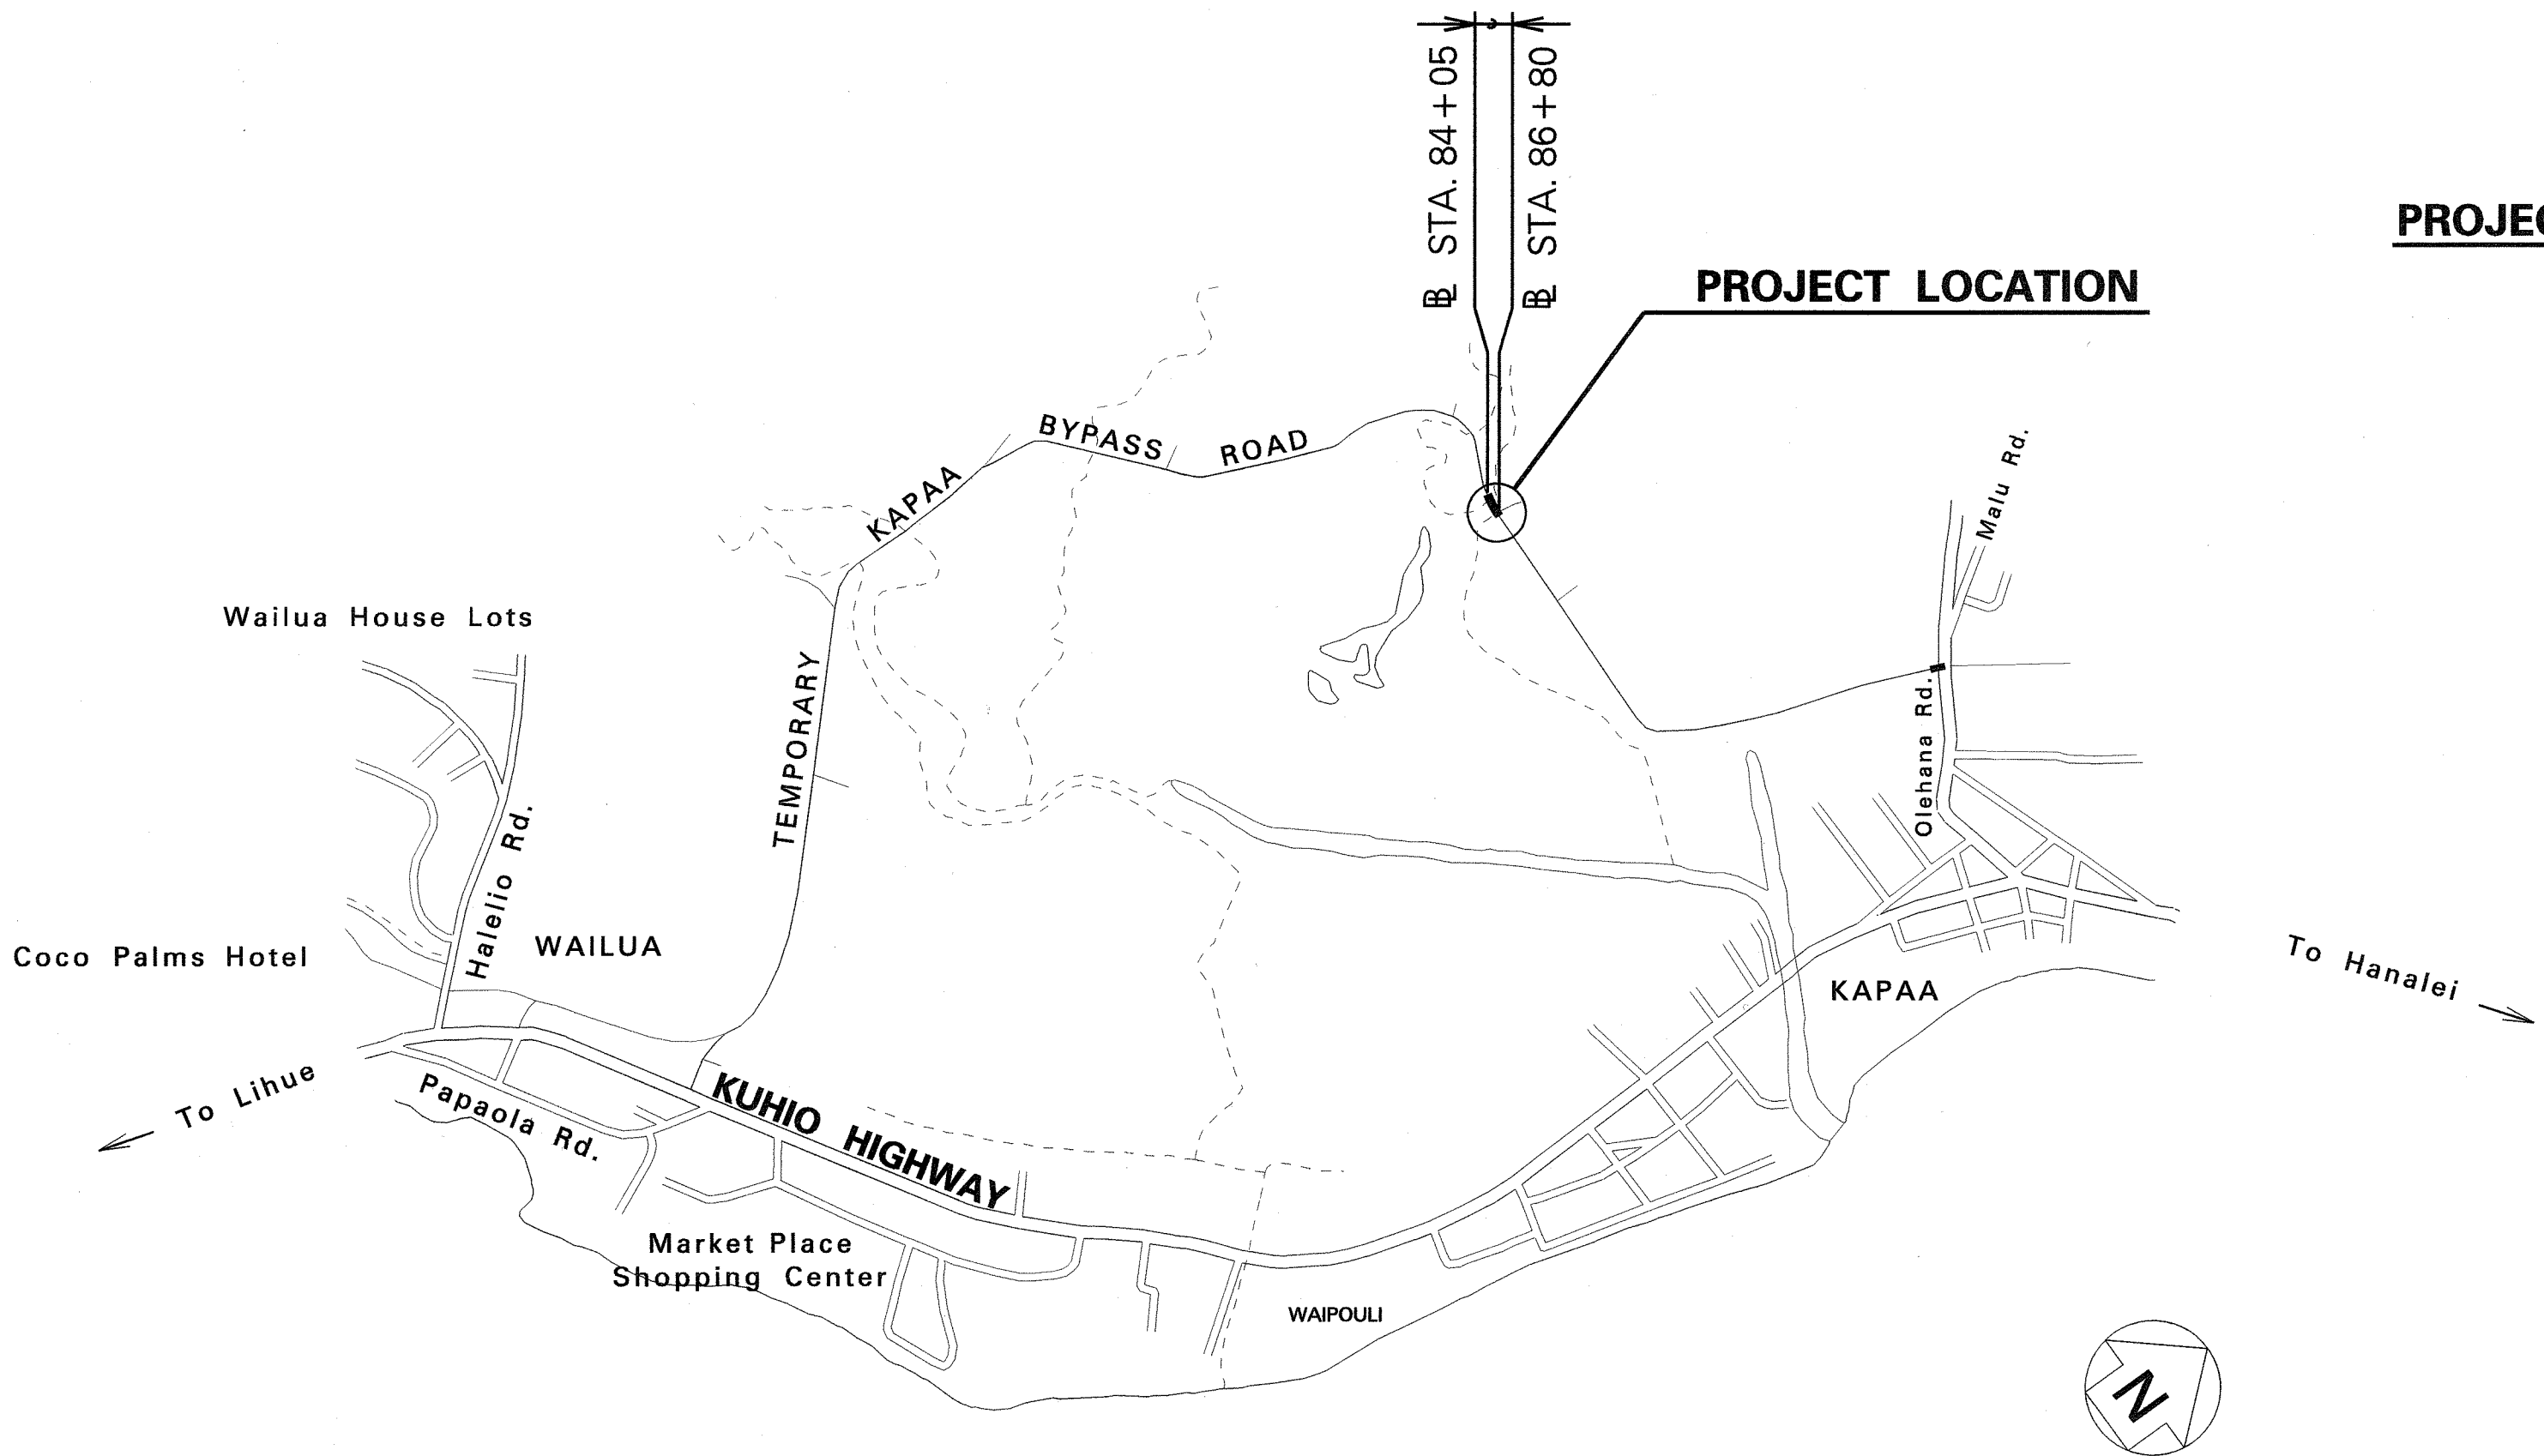 BL STA. 84+05
BL STA. 86+80
PROJEC
PROJECT LOCATION
BYPASS ROAD
KAPAA
Malu Rd.
Wailua House Lots
TEMPORARY
Olehana Rd.
Halelio Rd.
WAILUA
Coco Palms Hotel
To Hanalei
KAPAA
To Lihue
Papaola Rd.
KUHIO HIGHWAY
Market Place
Shopping Center
WAIPOULI
N